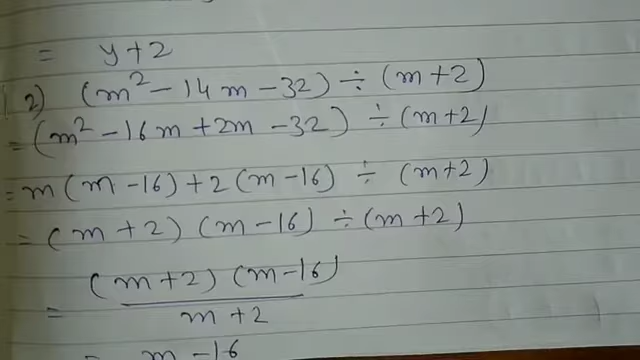 = y+2
2) (m² - 14m - 32) ÷ (m+2)
= (m² - 16m + 2m - 32) ÷ (m+2)
= m(m-16) + 2(m-16) ÷ (m+2)
= (m+2) (m-16) ÷ (m+2)
= (m+2) (m-16)
m+2
= m-16